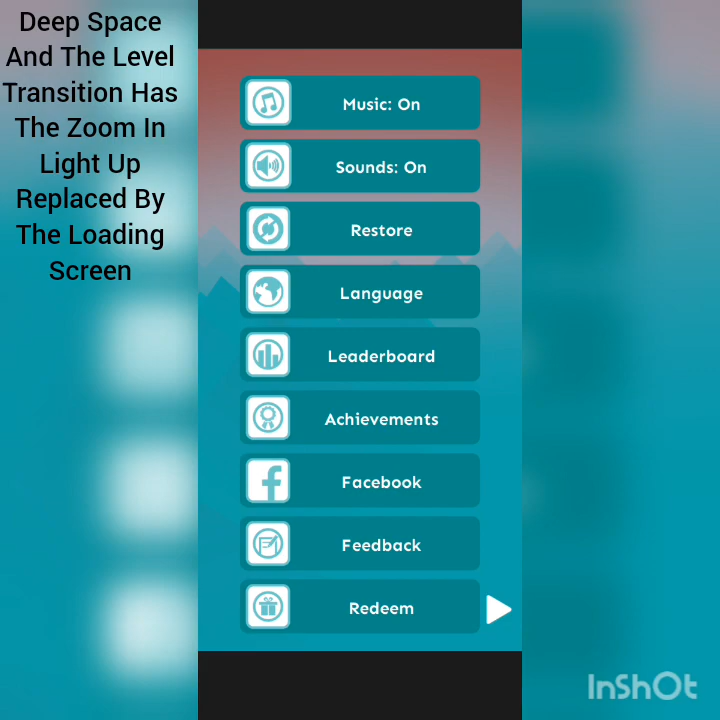 Deep Space
And The Level
Transition Has
The Zoom In
Light Up
Replaced By
The Loading
Screen
Music: On
Sounds: On
Restore
Language
Leaderboard
Achievements
Facebook
Feedback
Redeem
InShOt